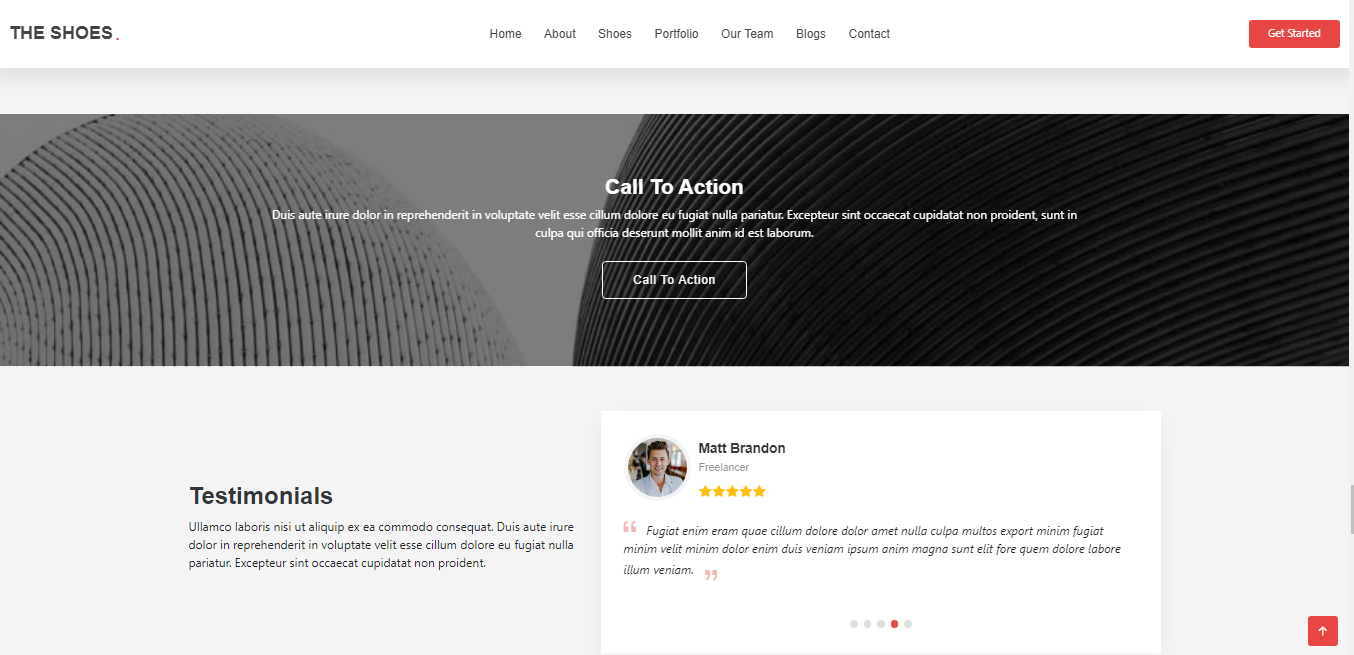 THE SHOES.
Home About Shoes Portfolio Our Team Blogs Contact
Get Started
Call To Action
Duis aute irure dolor in reprehenderit in voluptate velit esse cillum dolore eu fugiat nulla pariatur. Excepteur sint occaecat cupidatat non proident, sunt in
culpa qui officia deserunt mollit anim id est laborum.
Call To Action
Testimonials
Ullamco laboris nisi ut aliquip ex ea commodo consequat. Duis aute irure
dolor in reprehenderit in voluptate velit esse cillum dolore eu fugiat nulla
pariatur. Excepteur sint occaecat cupidatat non proident.
Matt Brandon
Freelancer
“ Fugiat enim eram quae cillum dolore dolor amet nulla culpa multos export minim fugiat
minim velit minim dolor enim duis veniam ipsum anim magna sunt elit fore quem dolore labore
illum veniam. ”